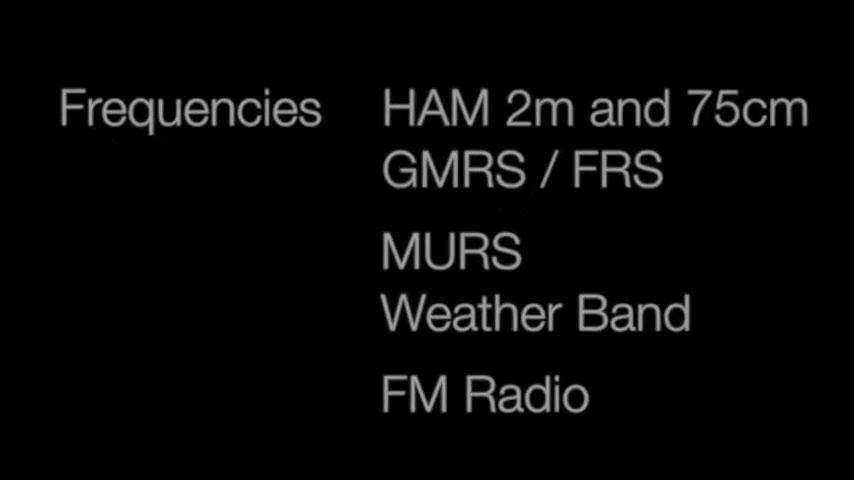 Frequencies HAM 2m and 75cm
GMRS / FRS
MURS
Weather Band
FM Radio